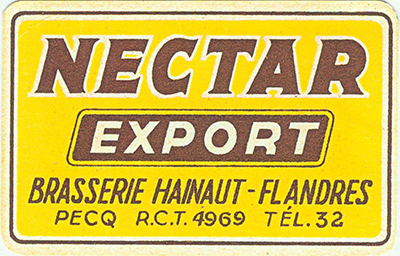 NECTAR
EXPORT
BRASSERIE HAINAUT-FLANDRES
PECQ R.C.T. 4969 TÉL. 32